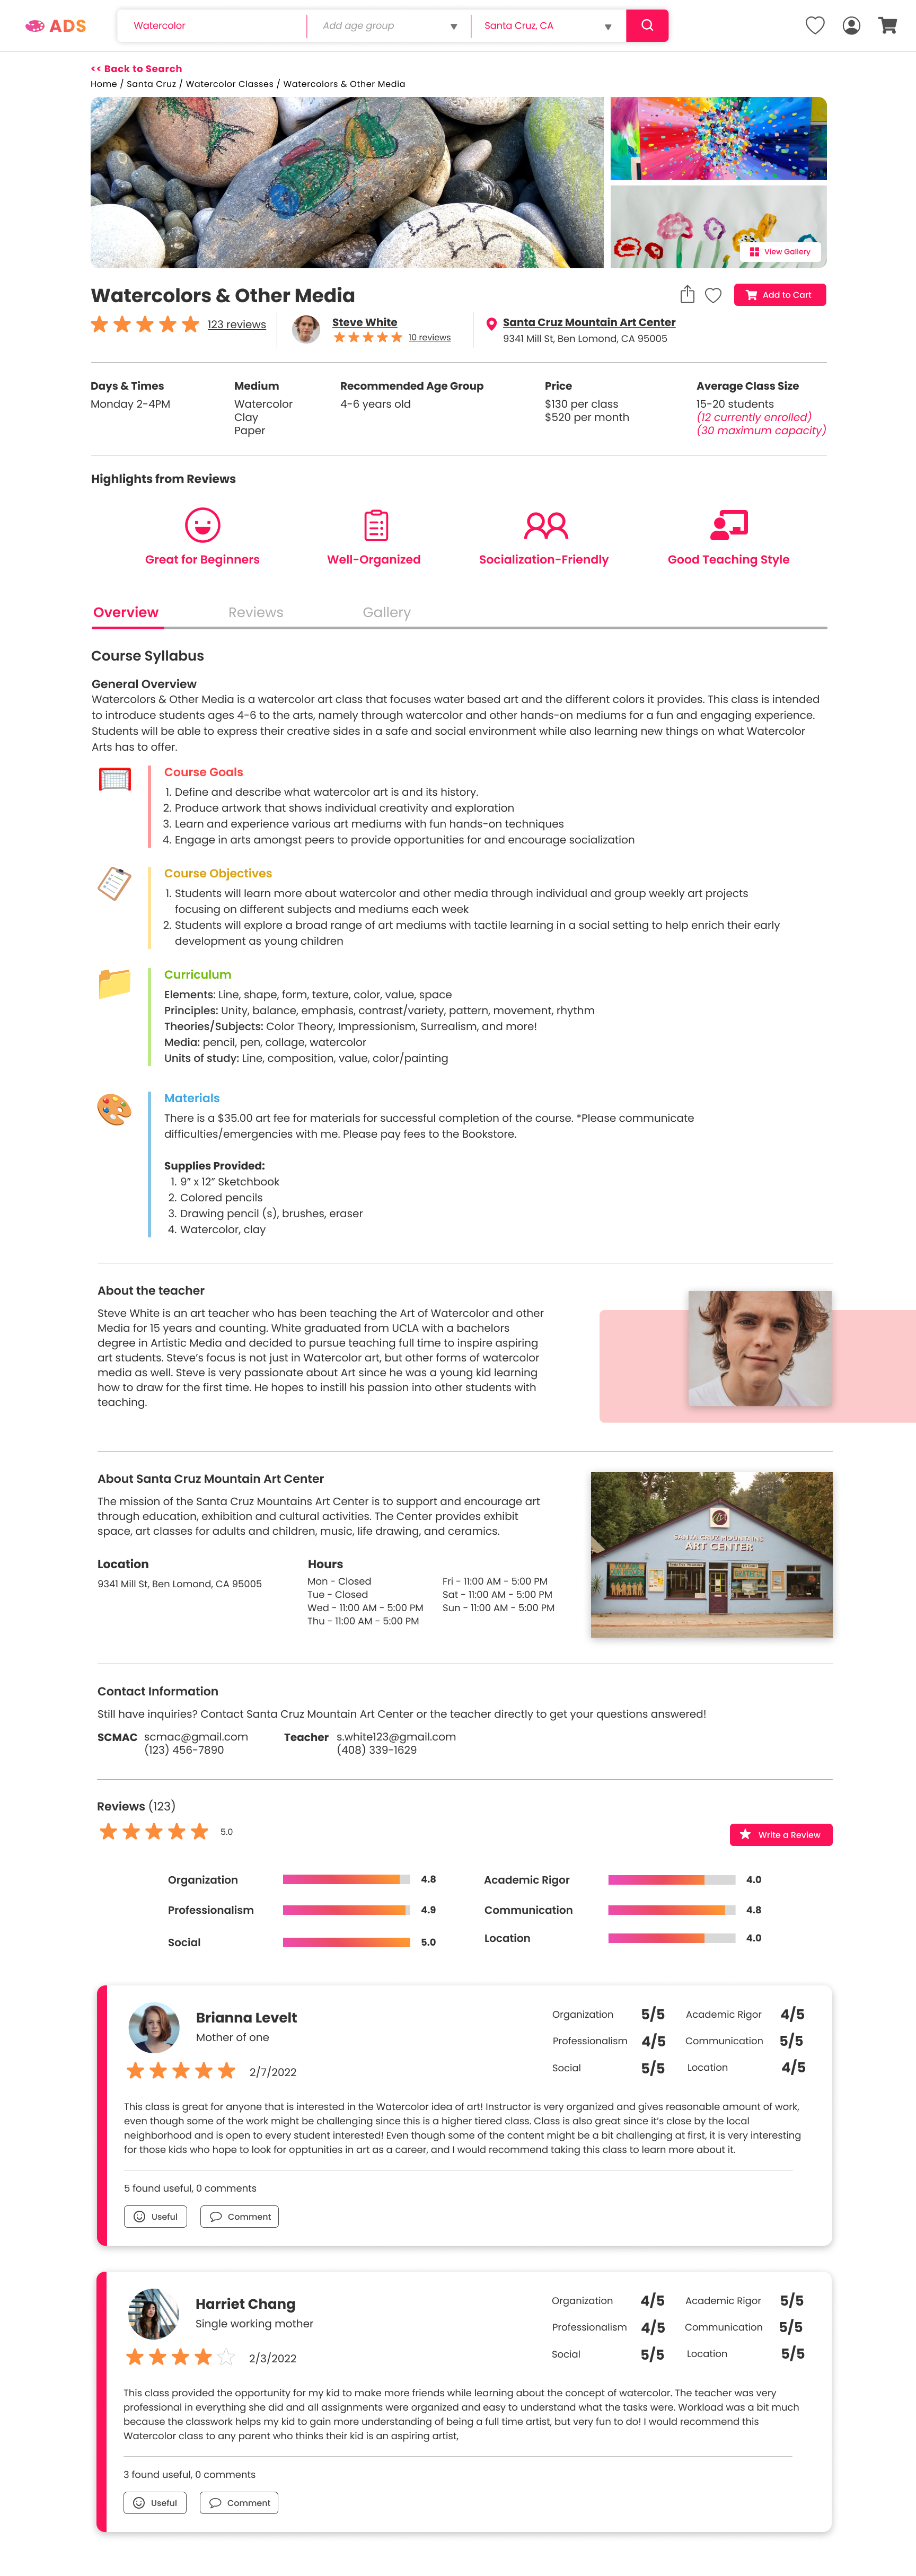 ADS
Watercolor
Add age group
Santa Cruz, CA
<< Back to Search
Home / Santa Cruz / Watercolor Classes / Watercolors & Other Media
View Gallery
Watercolors & Other Media
Add to Cart
123 reviews
Steve White
10 reviews
Santa Cruz Mountain Art Center
9341 Mill St, Ben Lomond, CA 95005
Days & Times
Monday 2-4PM
Medium
Watercolor
Clay
Paper
Recommended Age Group
4-6 years old
Price
$130 per class
$520 per month
Average Class Size
15-20 students
(12 currently enrolled)
(30 maximum capacity)
Highlights from Reviews
Great for Beginners
Well-Organized
Socialization-Friendly
Good Teaching Style
Overview
Reviews
Gallery
Course Syllabus
General Overview
Watercolors & Other Media is a watercolor art class that focuses water based art and the different colors it provides. This class is intended
to introduce students ages 4-6 to the arts, namely through watercolor and other hands-on mediums for a fun and engaging experience.
Students will be able to express their creative sides in a safe and social environment while also learning new things on what Watercolor
Arts has to offer.
Course Goals
1. Define and describe what watercolor art is and its history.
2. Produce artwork that shows individual creativity and exploration
3. Learn and experience various art mediums with fun hands-on techniques
4. Engage in arts amongst peers to provide opportunities for and encourage socialization
Course Objectives
1. Students will learn more about watercolor and other media through individual and group weekly art projects
focusing on different subjects and mediums each week
2. Students will explore a broad range of art mediums with tactile learning in a social setting to help enrich their early
development as young children
Curriculum
Elements: Line, shape, form, texture, color, value, space
Principles: Unity, balance, emphasis, contrast/variety, pattern, movement, rhythm
Theories/Subjects: Color Theory, Impressionism, Surrealism, and more!
Media: pencil, pen, collage, watercolor
Units of study: Line, composition, value, color/painting
Materials
There is a $35.00 art fee for materials for successful completion of the course. *Please communicate
difficulties/emergencies with me. Please pay fees to the Bookstore.
Supplies Provided:
1. 9” x 12” Sketchbook
2. Colored pencils
3. Drawing pencil (s), brushes, eraser
4. Watercolor, clay
About the teacher
Steve White is an art teacher who has been teaching the Art of Watercolor and other
Media for 15 years and counting. White graduated from UCLA with a bachelors
degree in Artistic Media and decided to pursue teaching full time to inspire aspiring
art students. Steve’s focus is not just in Watercolor art, but other forms of watercolor
media as well. Steve is very passionate about Art since he was a young kid learning
how to draw for the first time. He hopes to instill his passion into other students with
teaching.
About Santa Cruz Mountain Art Center
The mission of the Santa Cruz Mountains Art Center is to support and encourage art
through education, exhibition and cultural activities. The Center provides exhibit
space, art classes for adults and children, music, life drawing, and ceramics.
SANTA CRUZ MOUNTAINS
ART CENTER
Location
9341 Mill St, Ben Lomond, CA 95005
Hours
Mon - Closed
Tue - Closed
Wed - 11:00 AM - 5:00 PM
Thu - 11:00 AM - 5:00 PM
Fri - 11:00 AM - 5:00 PM
Sat - 11:00 AM - 5:00 PM
Sun - 11:00 AM - 5:00 PM
Contact Information
Still have inquiries? Contact Santa Cruz Mountain Art Center or the teacher directly to get your questions answered!
SCMAC scmac@gmail.com
(123) 456-7890
Teacher s.white123@gmail.com
(408) 339-1629
Reviews (123)
5.0
Write a Review
Organization 4.8
Academic Rigor 4.0
Professionalism 4.9
Communication 4.8
Social 5.0
Location 4.0
Brianna Levelt
Mother of one
2/7/2022
Organization 5/5 Academic Rigor 4/5
Professionalism 4/5 Communication 5/5
Social 5/5 Location 4/5
This class is great for anyone that is interested in the Watercolor idea of art! Instructor is very organized and gives reasonable amount of work,
even though some of the work might be challenging since this is a higher tiered class. Class is also great since it’s close by the local
neighborhood and is open to every student interested! Even though some of the content might be a bit challenging at first, it is very interesting
for those kids who hope to look for opptunities in art as a career, and I would recommend taking this class to learn more about it.
5 found useful, 0 comments
Useful
Comment
Harriet Chang
Single working mother
2/3/2022
Organization 4/5 Academic Rigor 5/5
Professionalism 4/5 Communication 5/5
Social 5/5 Location 5/5
This class provided the opportunity for my kid to make more friends while learning about the concept of watercolor. The teacher was very
professional in everything she did and all assignments were organized and easy to understand what the tasks were. Workload was a bit much
because the classwork helps my kid to gain more understanding of being a full time artist, but very fun to do! I would recommend this
Watercolor class to any parent who thinks their kid is an aspiring artist,
3 found useful, 0 comments
Useful
Comment